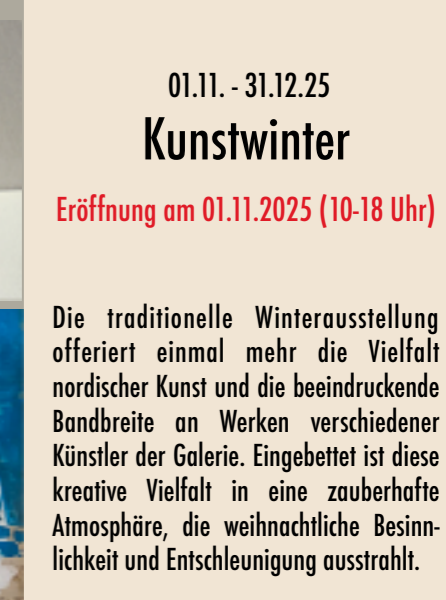 01.11. - 31.12.25
Kunstwinter
Eröffnung am 01.11.2025 (10-18 Uhr)
Die traditionelle Winterausstellung
offeriert einmal mehr die Vielfalt
nordischer Kunst und die beeindruckende
Bandbreite an Werken verschiedener
Künstler der Galerie. Eingebettet ist diese
kreative Vielfalt in eine zauberhafte
Atmosphäre, die weihnachtliche Besinn-
lichkeit und Entschleunigung ausstrahlt.